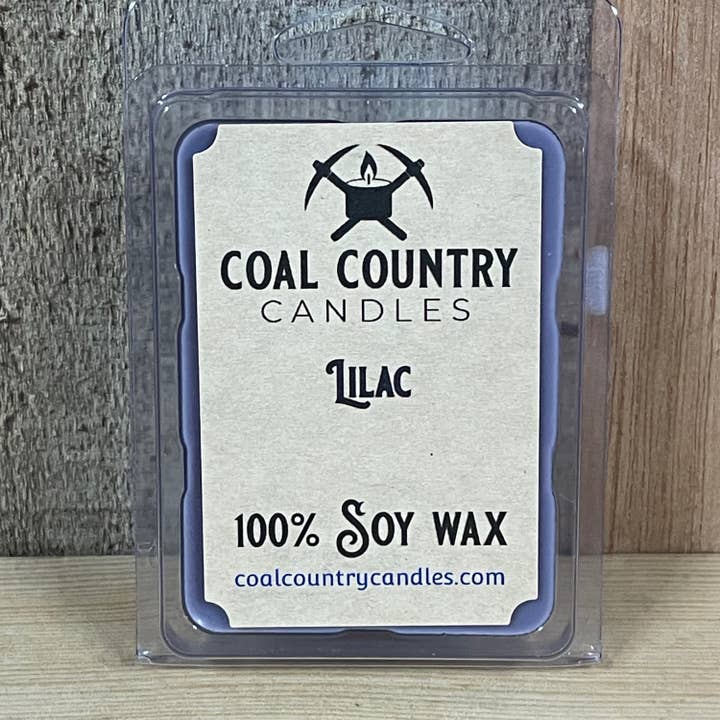 COAL COUNTRY
CANDLES
LILAC
100% SOY WAX
coalcountrycandles.com